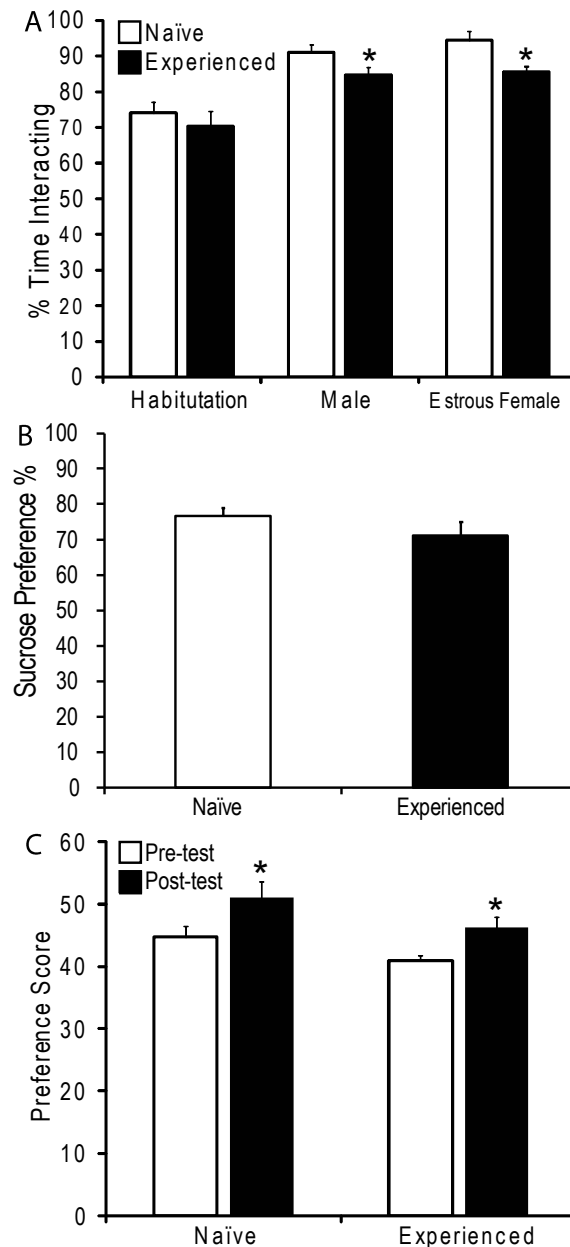 A
Naïve
Experienced
*
*
% Time Interacting
100
90
80
70
60
50
40
30
20
10
0
Habitutation
Male
Estrous Female
B
Sucrose Preference %
100
90
80
70
60
50
40
30
20
10
0
Naïve
Experienced
C
Pre-test
Post-test
*
*
Preference Score
60
50
40
30
20
10
0
Naïve
Experienced